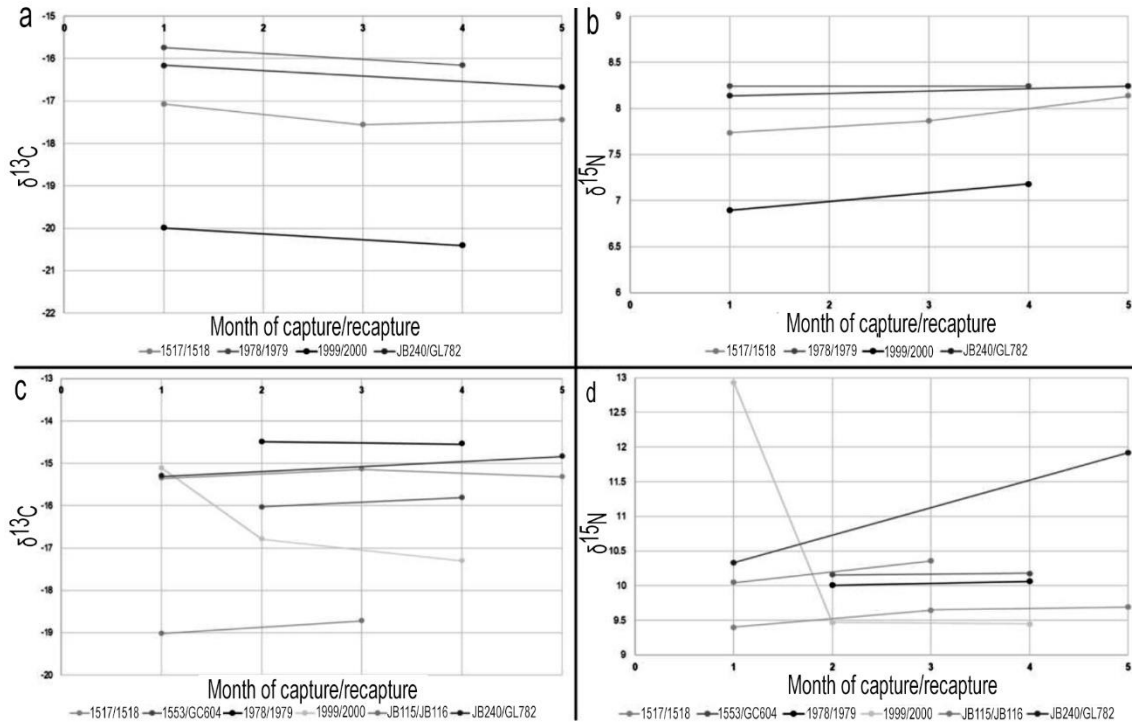 a
-15
0 1 2 3 4 5
-16
-17
-18
-19
-20
-21
-22
δ13C
Month of capture/recapture
1517/1518 1978/1979 1999/2000 JB240/GL782
b
9
8.5
8
7.5
7
6.5
6
0 1 2 3 4 5
δ15N
Month of capture/recapture
1517/1518 1978/1979 1999/2000 JB240/GL782
c
-13
0 1 2 3 4 5
-14
-15
-16
-17
-18
-19
-20
δ13C
Month of capture/recapture
1517/1518 1553/GC604 1978/1979 1999/2000 JB115/JB116 JB240/GL782
d
13
12.5
12
11.5
11
10.5
10
9.5
9
0 1 2 3 4 5
δ15N
Month of capture/recapture
1517/1518 1553/GC604 1978/1979 1999/2000 JB115/JB116 JB240/GL782